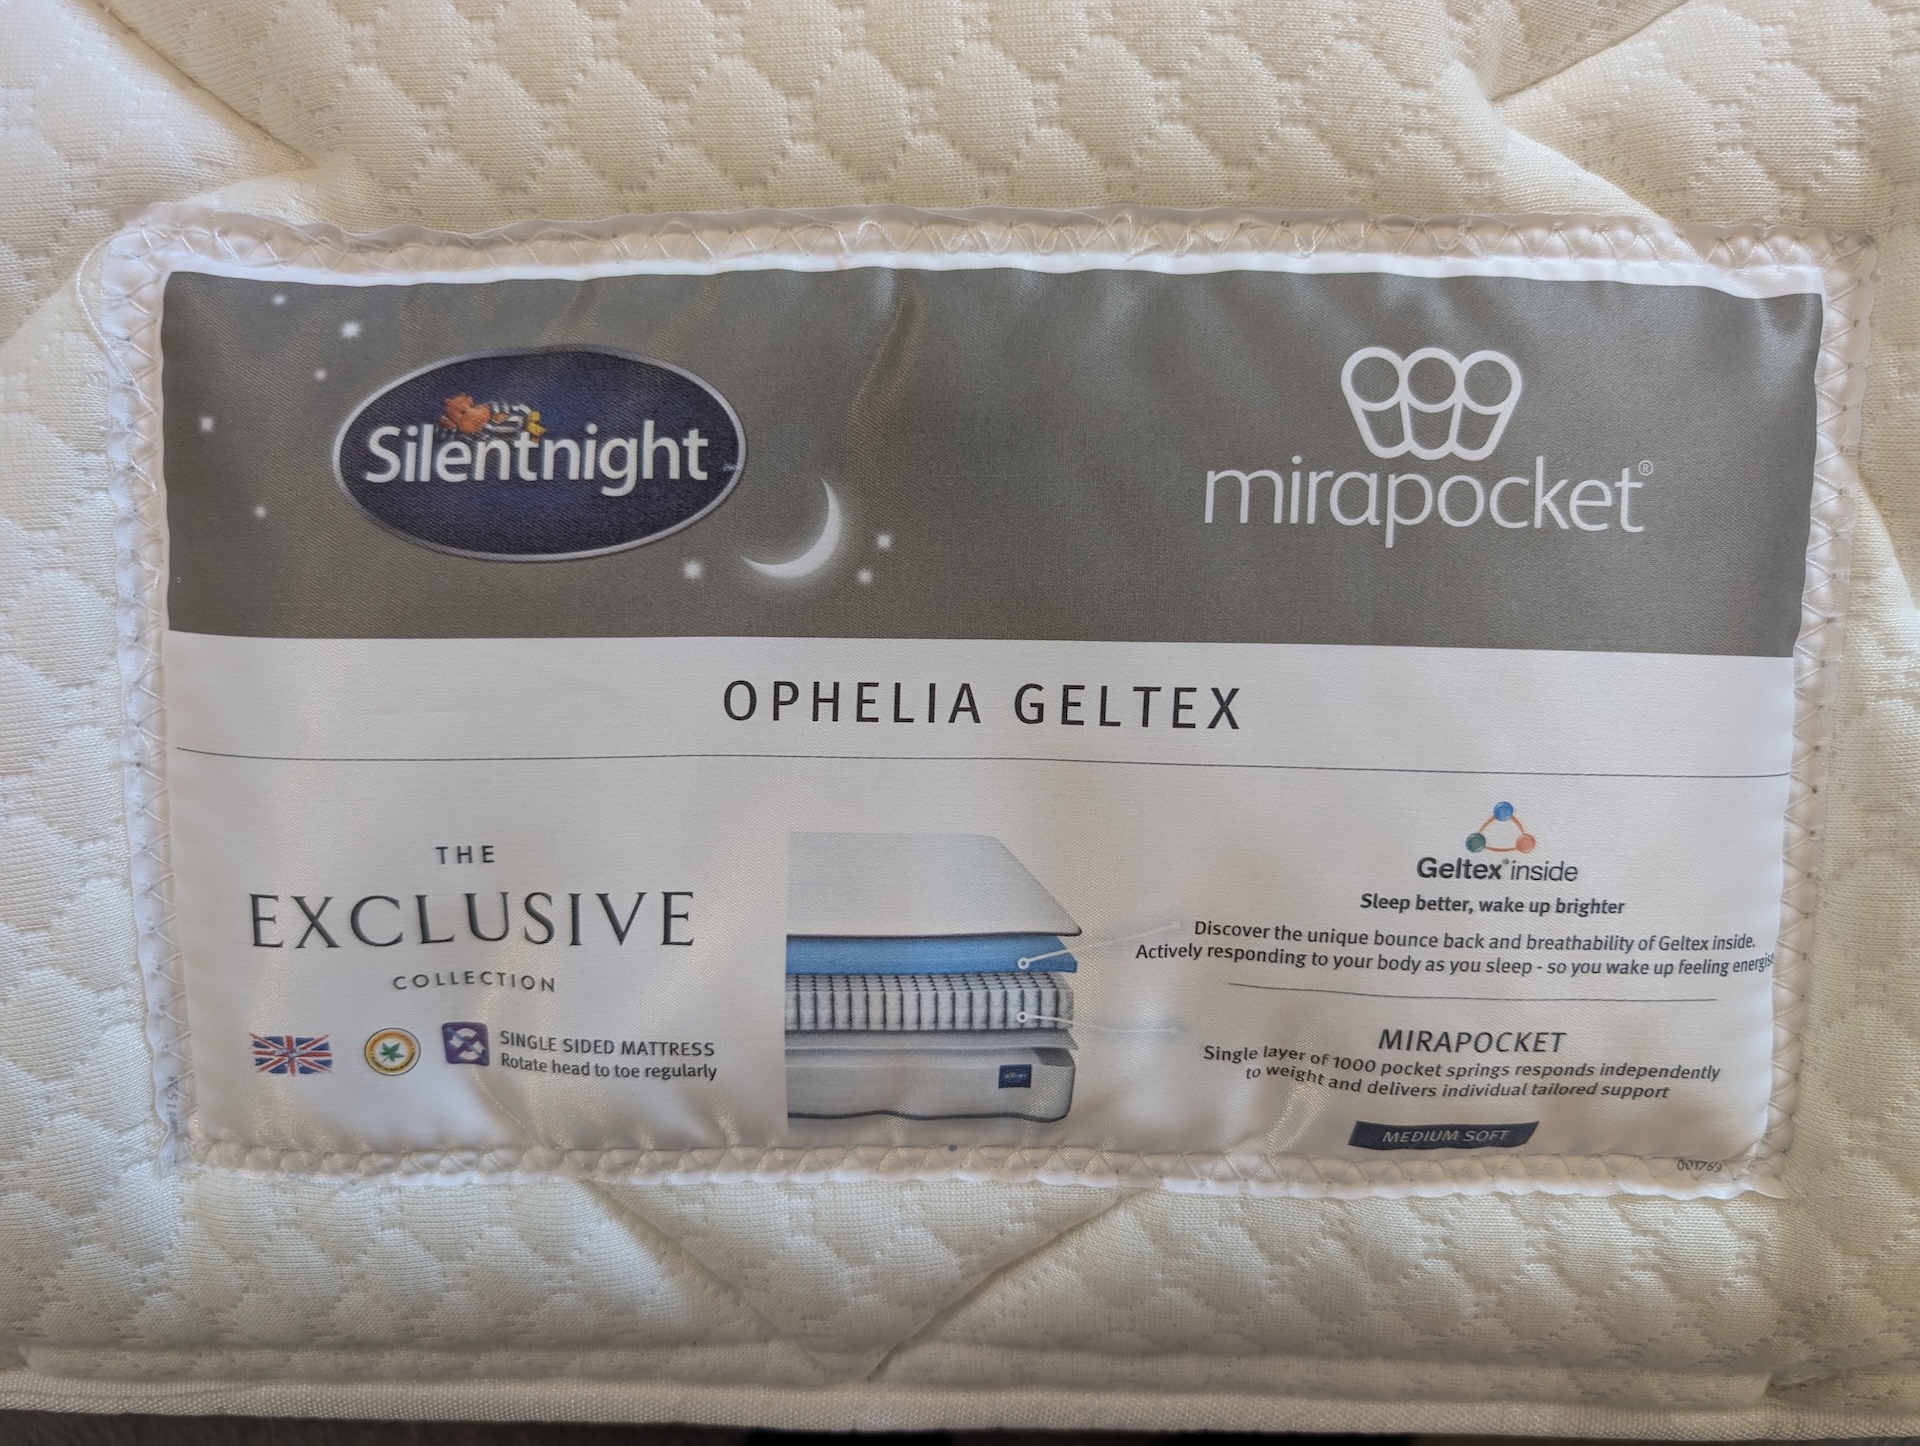 Silentnight
mirapocket®
OPHELIA GELTEX
THE
EXCLUSIVE
COLLECTION
SINGLE SIDED MATTRESS
Rotate head to toe regularly
Geltex® inside
Sleep better, wake up brighter
Discover the unique bounce back and breathability of Geltex inside.
Actively responding to your body as you sleep - so you wake up feeling energis
MIRAPOCKET
Single layer of 1000 pocket springs responds independently
to weight and delivers individual tailored support
MEDIUM SOFT
001769